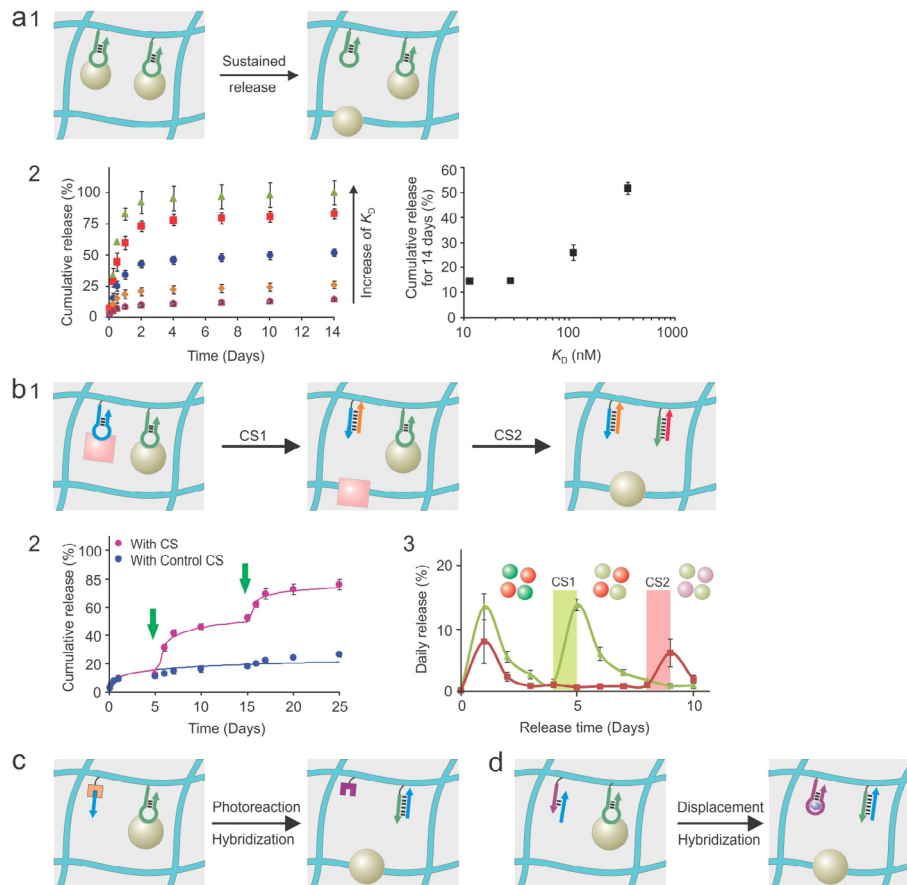 a1
Sustained
release
2
Cumulative release (%)
100
75
50
25
0
0 2 4 6 8 10 12 14
Time (Days)
Increase of KD
Cumulative release
for 14 days (%)
60
50
40
30
20
10
0
10 100 1000
KD (nM)
b1
CS1
CS2
2
With CS
With Control CS
Cumulative release (%)
100
85
60
40
20
0
0 5 10 15 20 25
Time (Days)
3
CS1 CS2
Daily release (%)
20
10
0
0 5 10
Release time (Days)
c
Photoreaction
Hybridization
d
Displacement
Hybridization